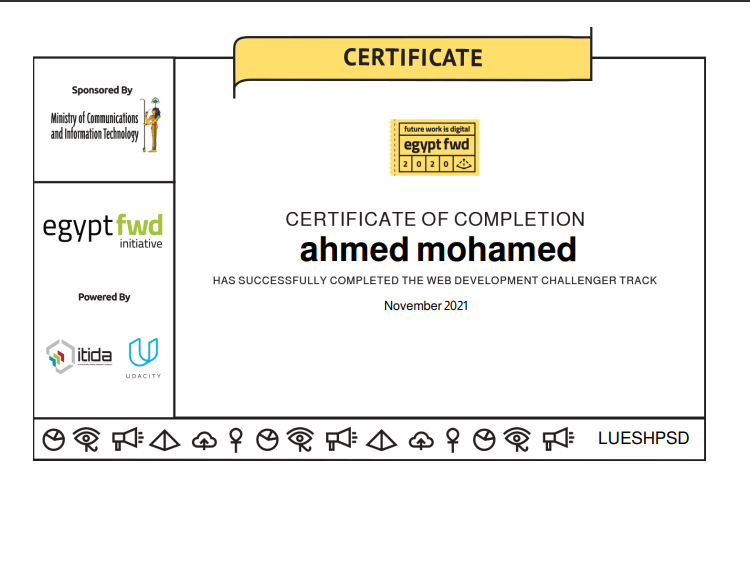 CERTIFICATE
Sponsored By
Ministry of Communications
and Information Technology
future work is digital
egypt fwd
2 0 2 0
egypt fwd
initiative
CERTIFICATE OF COMPLETION
ahmed mohamed
HAS SUCCESSFULLY COMPLETED THE WEB DEVELOPMENT CHALLENGER TRACK
November 2021
Powered By
itida
UDACITY
LUESHPSD